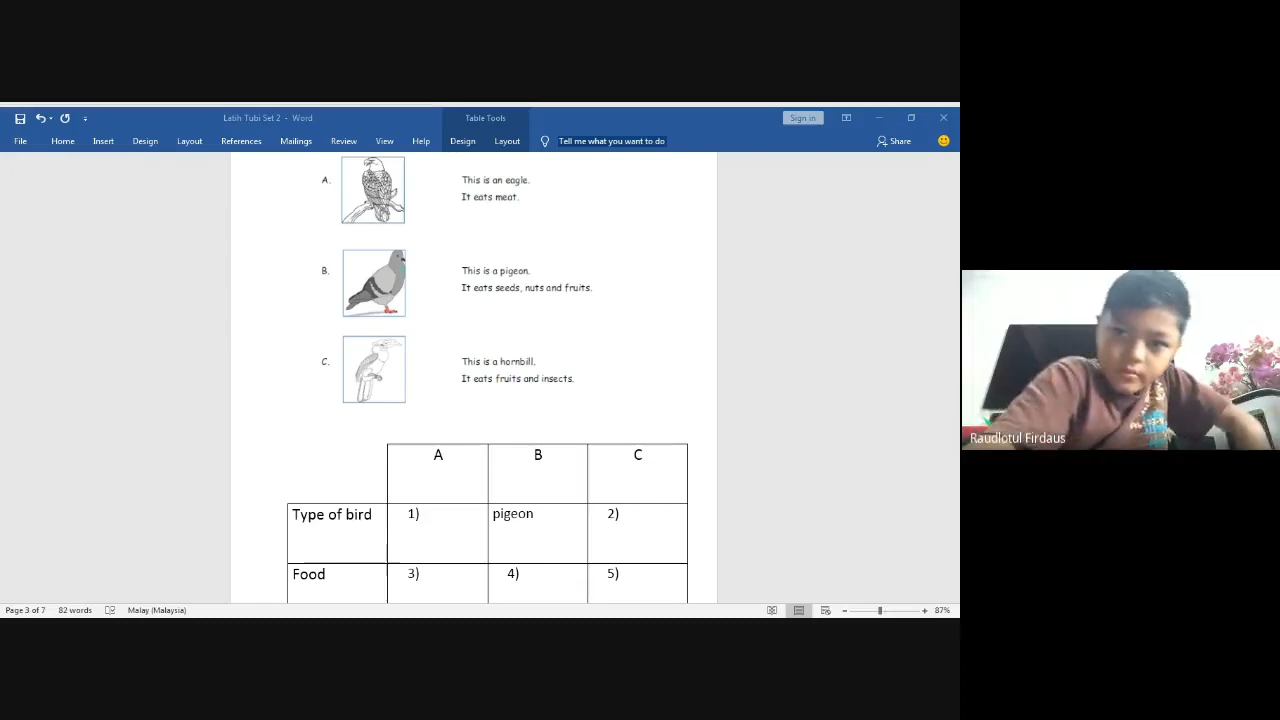 Latih Tubi Set 2 - Word
Table Tools
Sign in
File Home Insert Design Layout References Mailings Review View Help Design Layout Tell me what you want to do Share
A. This is an eagle.
It eats meat.
B. This is a pigeon.
It eats seeds, nuts and fruits.
C. This is a hornbill.
It eats fruits and insects.
A B C
Type of bird 1) pigeon 2)
Food 3) 4) 5)
Raudlotul Firdaus
Page 3 of 7 82 words Malay (Malaysia) 87%